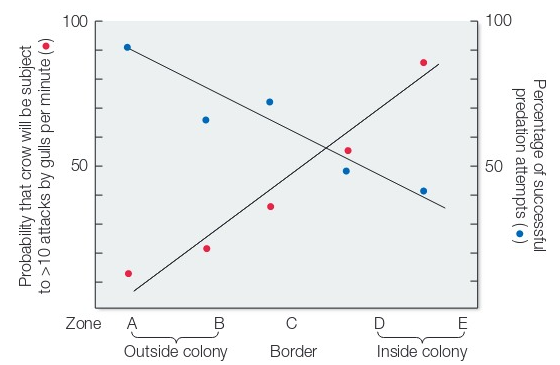 Probability that crow will be subject
to >10 attacks by gulls per minute (•)
100
50
100
50
Percentage of successful
predation attempts (•)
Zone A B C D E
Outside colony Border Inside colony